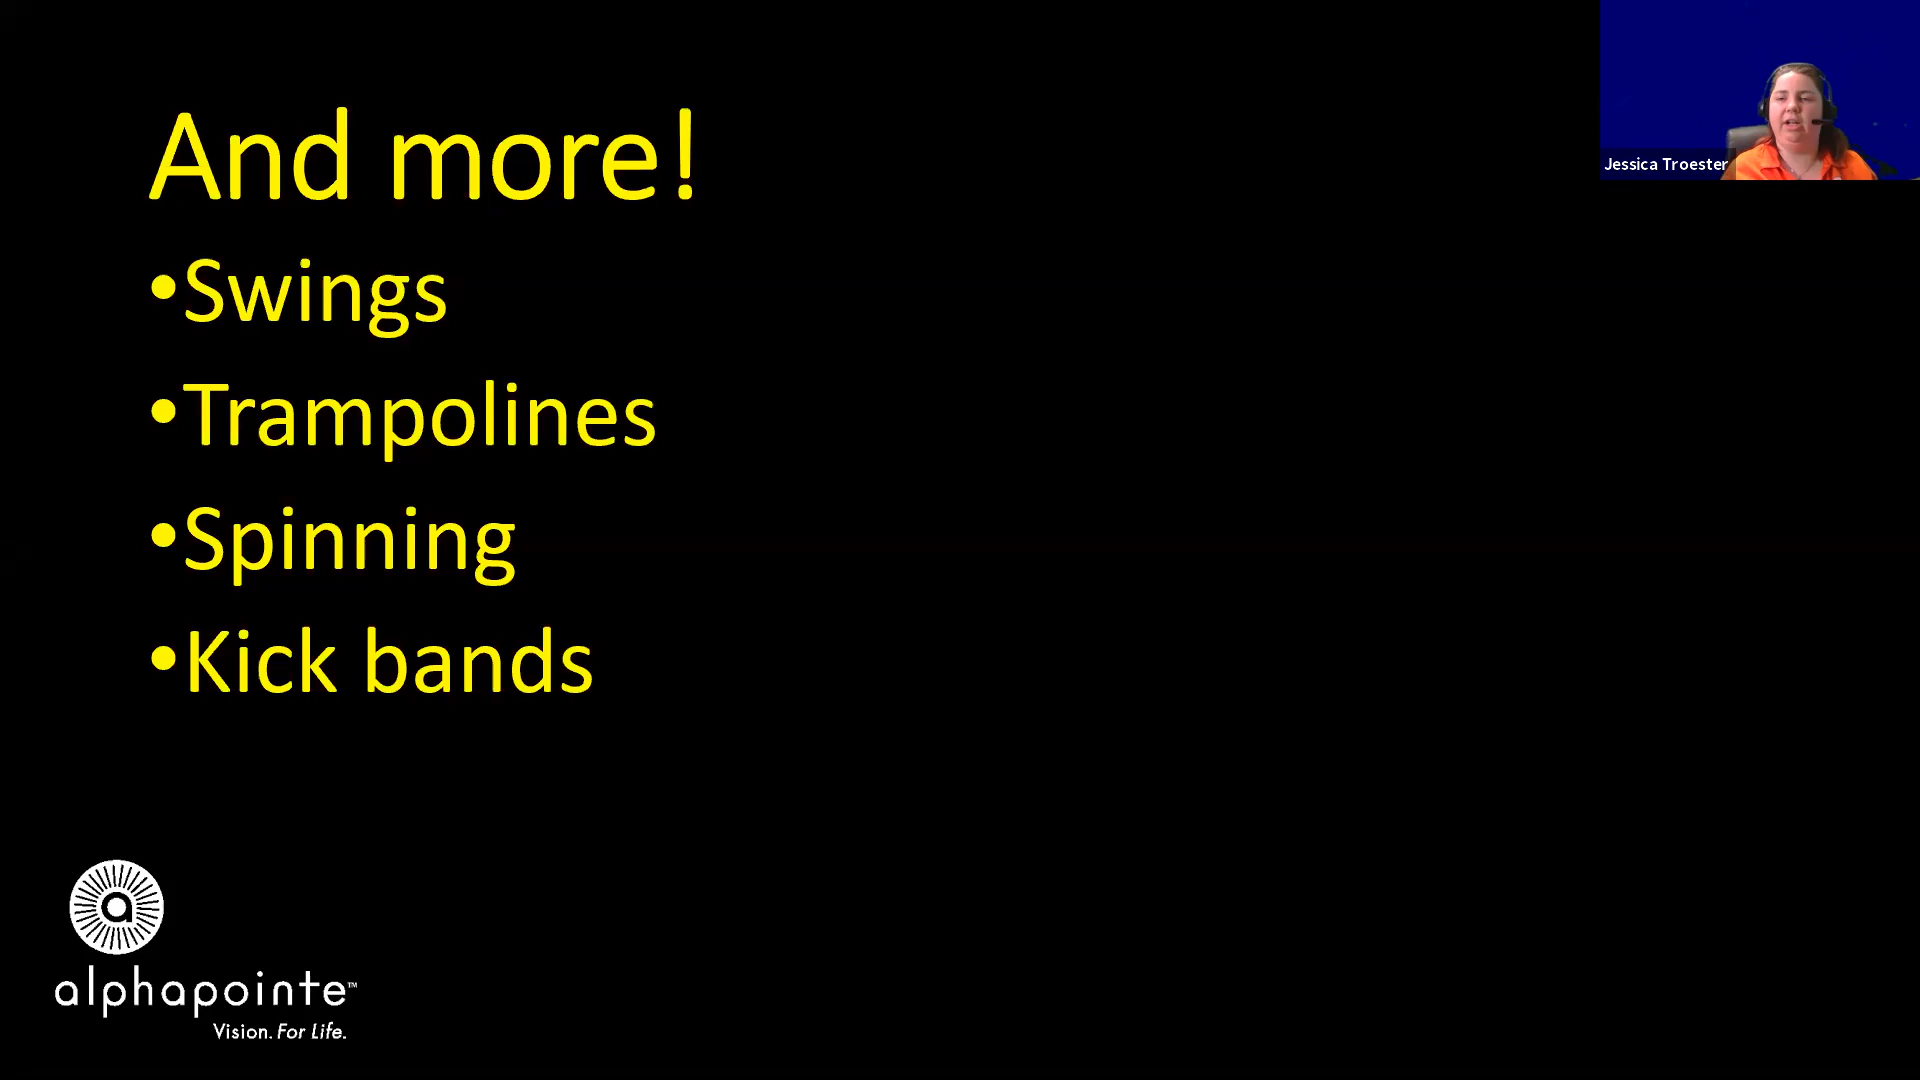 And more!
•Swings
•Trampolines
•Spinning
•Kick bands
Jessica Troester
a
alphapointe™
Vision. For Life.